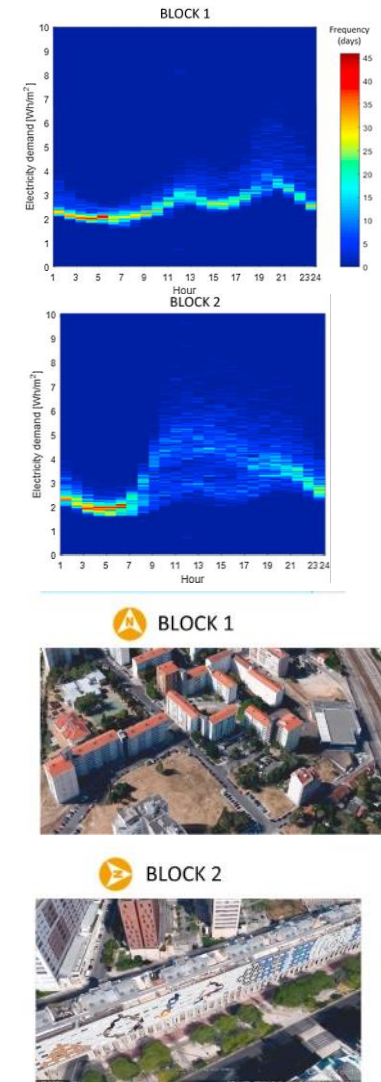 BLOCK 1
Frequency
(days)
Electricity demand [Wh/m²]
10
9
8
7
6
5
4
3
2
1
0
45
40
35
30
25
20
15
10
5
0
1 3 5 7 9 11 13 15 17 19 21 23 24
Hour
BLOCK 2
Electricity demand [Wh/m²]
10
9
8
7
6
5
4
3
2
1
0
1 3 5 7 9 11 13 15 17 19 21 23 24
Hour
N BLOCK 1
N BLOCK 2